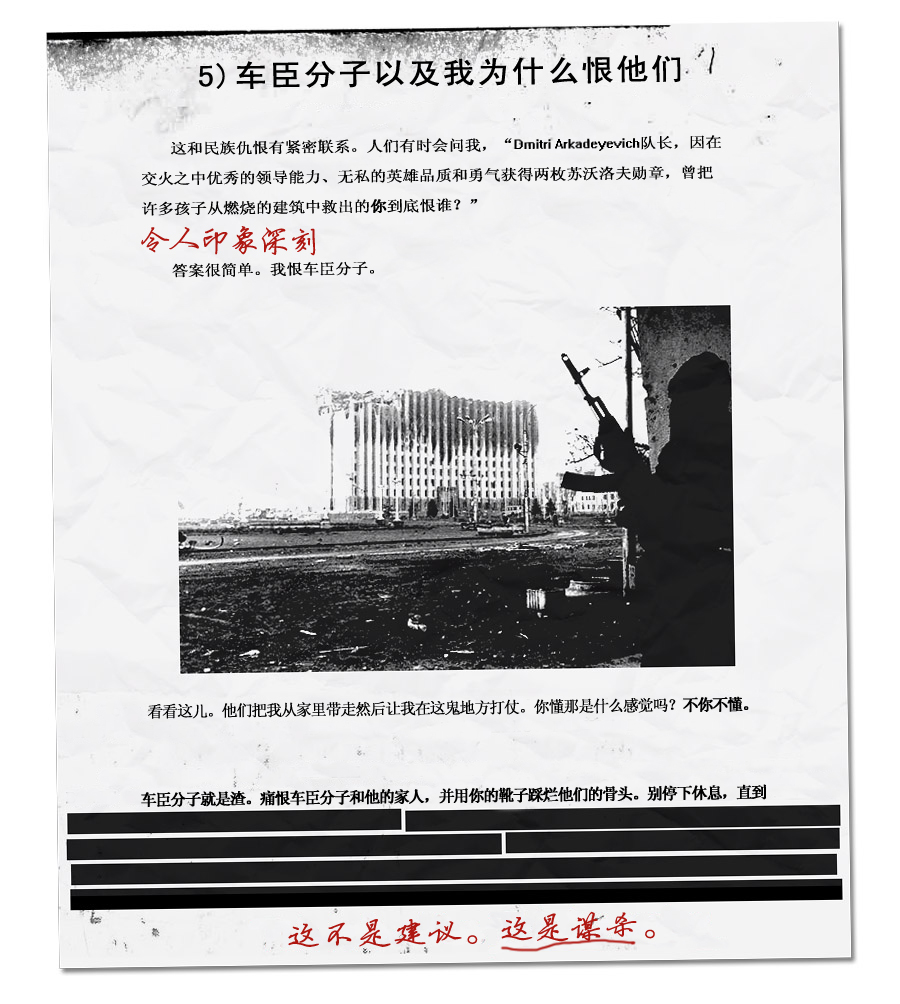 5)车臣分子以及我为什么恨他们
这和民族仇恨有紧密联系。人们有时会问我，“Dmitri Arkadeyevich队长，因在
交火之中优秀的领导能力、无私的英雄品质和勇气获得两枚苏沃洛夫勋章，曾把
许多孩子从燃烧的建筑中救出的你到底恨谁？”
令人印象深刻
答案很简单。我恨车臣分子。
看看这儿。他们把我从家里带走然后让我在这鬼地方打仗。你懂那是什么感觉吗？不你不懂。
车臣分子就是渣。痛恨车臣分子和他的家人，并用你的靴子踩烂他们的骨头。别停下休息，直到
这不是建议。这是谋杀。